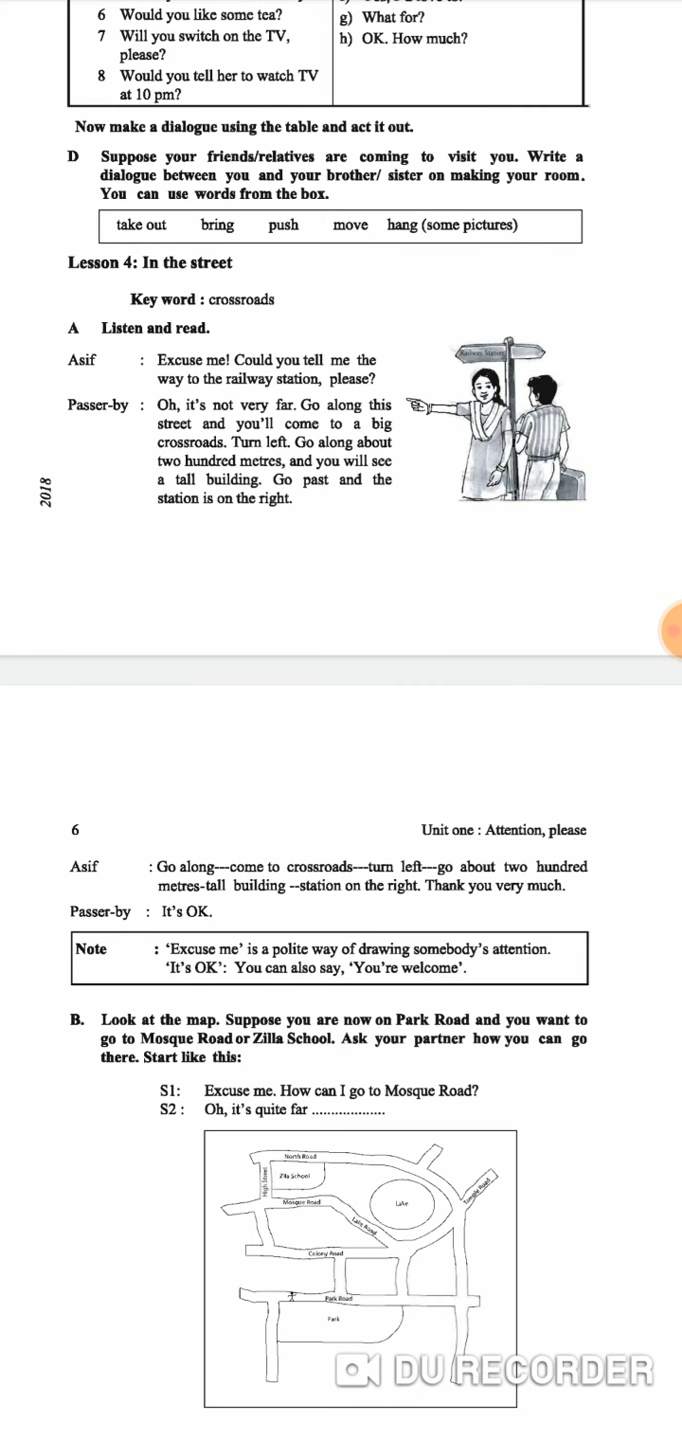 6 Would you like some tea?
g) What for?
7 Will you switch on the TV,
h) OK. How much?
please?
8 Would you tell her to watch TV
at 10 pm?
Now make a dialogue using the table and act it out.
D Suppose your friends/relatives are coming to visit you. Write a
dialogue between you and your brother/ sister on making your room.
You can use words from the box.
take out bring push move hang (some pictures)
Lesson 4: In the street
Key word : crossroads
A Listen and read.
Asif : Excuse me! Could you tell me the
way to the railway station, please?
Passer-by : Oh, it's not very far. Go along this
street and you'll come to a big
crossroads. Turn left. Go along about
two hundred metres, and you will see
a tall building. Go past and the
station is on the right.
Railway Station
2018
6
Unit one : Attention, please
Asif : Go along---come to crossroads---turn left---go about two hundred
metres-tall building --station on the right. Thank you very much.
Passer-by : It's OK.
Note : 'Excuse me' is a polite way of drawing somebody's attention.
'It's OK': You can also say, 'You're welcome'.
B. Look at the map. Suppose you are now on Park Road and you want to
go to Mosque Road or Zilla School. Ask your partner how you can go
there. Start like this:
S1: Excuse me. How can I go to Mosque Road?
S2 : Oh, it's quite far ...................
North Road
High Street
Zilla School
Temple Road
Mosque Road
Lake
Lake Road
Colony Road
Park Road
Park
DU RECORDER